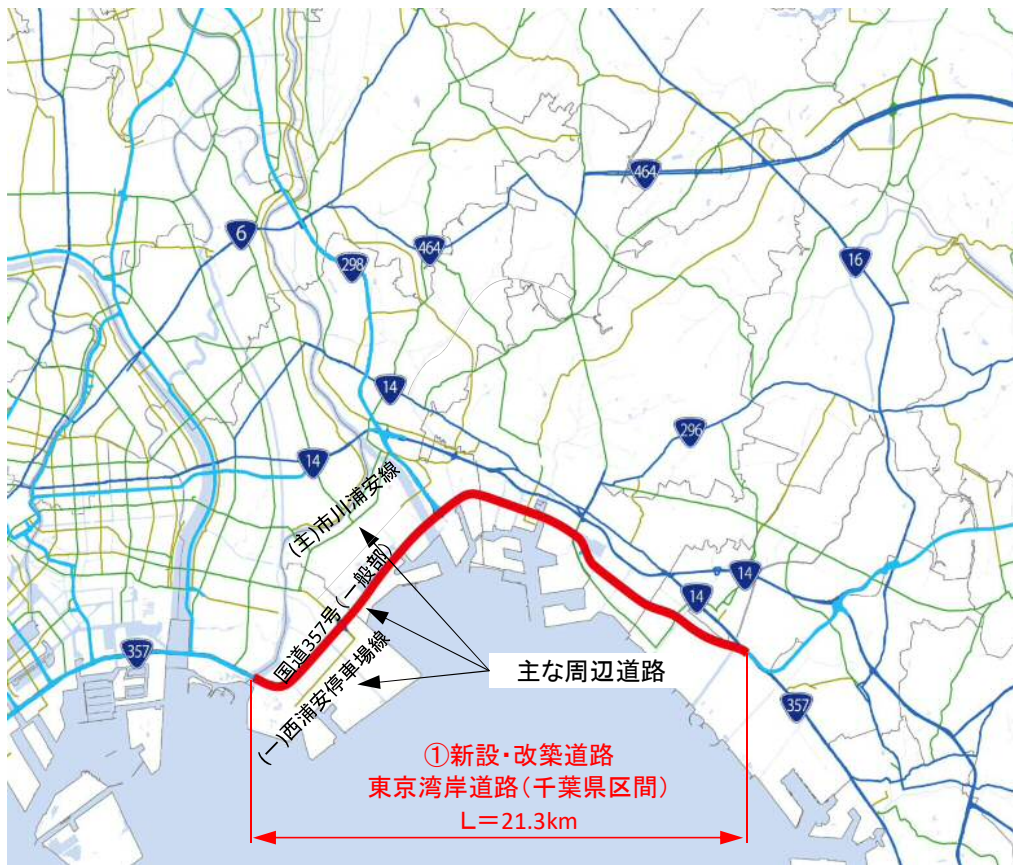 464
6
464
298
16
14
296
14
(主)市川浦安線
国道357号(一般部)
(一)西浦安停車場線
14
14
357
主な周辺道路
357
①新設・改築道路
東京湾岸道路(千葉県区間)
L=21.3km